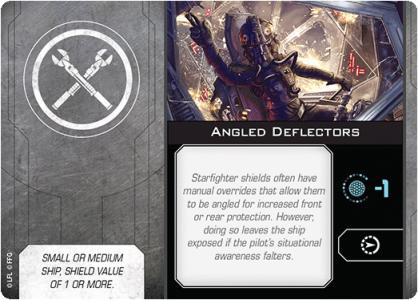 ANGLED DEFLECTORS
Starfighter shields often have
manual overrides that allow them
to be angled for increased front
or rear protection. However,
doing so leaves the ship
exposed if the pilot's situational
awareness falters.
-1
SMALL OR MEDIUM
SHIP, SHIELD VALUE
OF 1 OR MORE.
© LFL © FFG